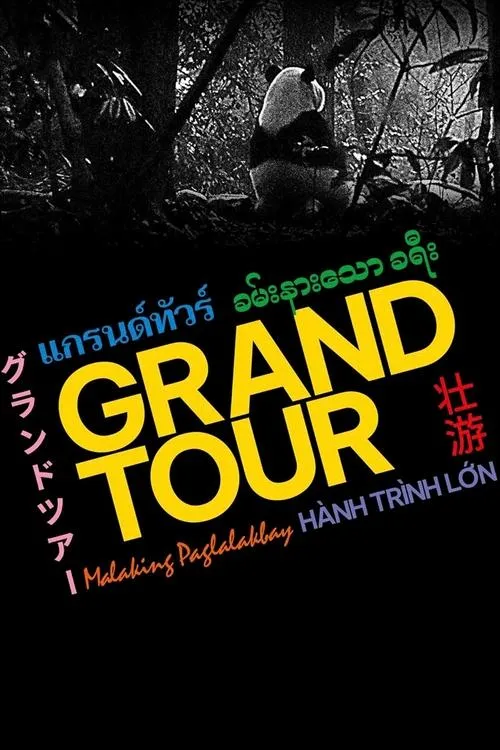 แกรนด์ทัวร์
ခမ်းနားသော ခရီး
GRAND
TOUR
グランドツアー
壮游
Malaking Paglalakbay
HÀNH TRÌNH LỚN